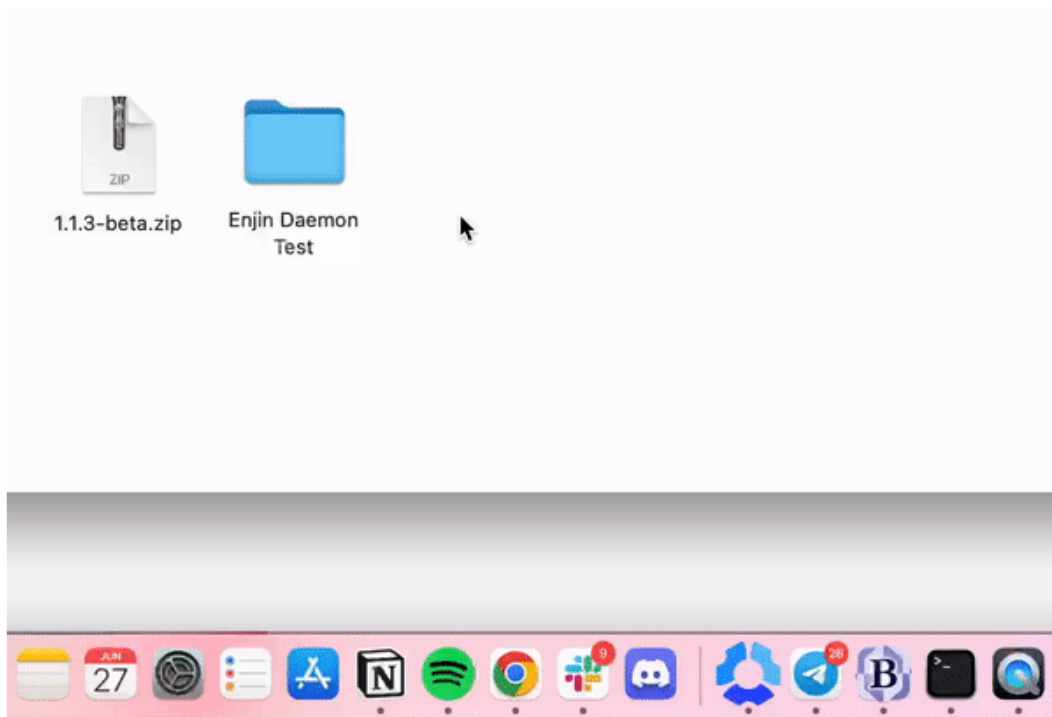 ZIP
1.1.3-beta.zip
Enjin Daemon
Test
JUN
27
N
9
28
B
>_